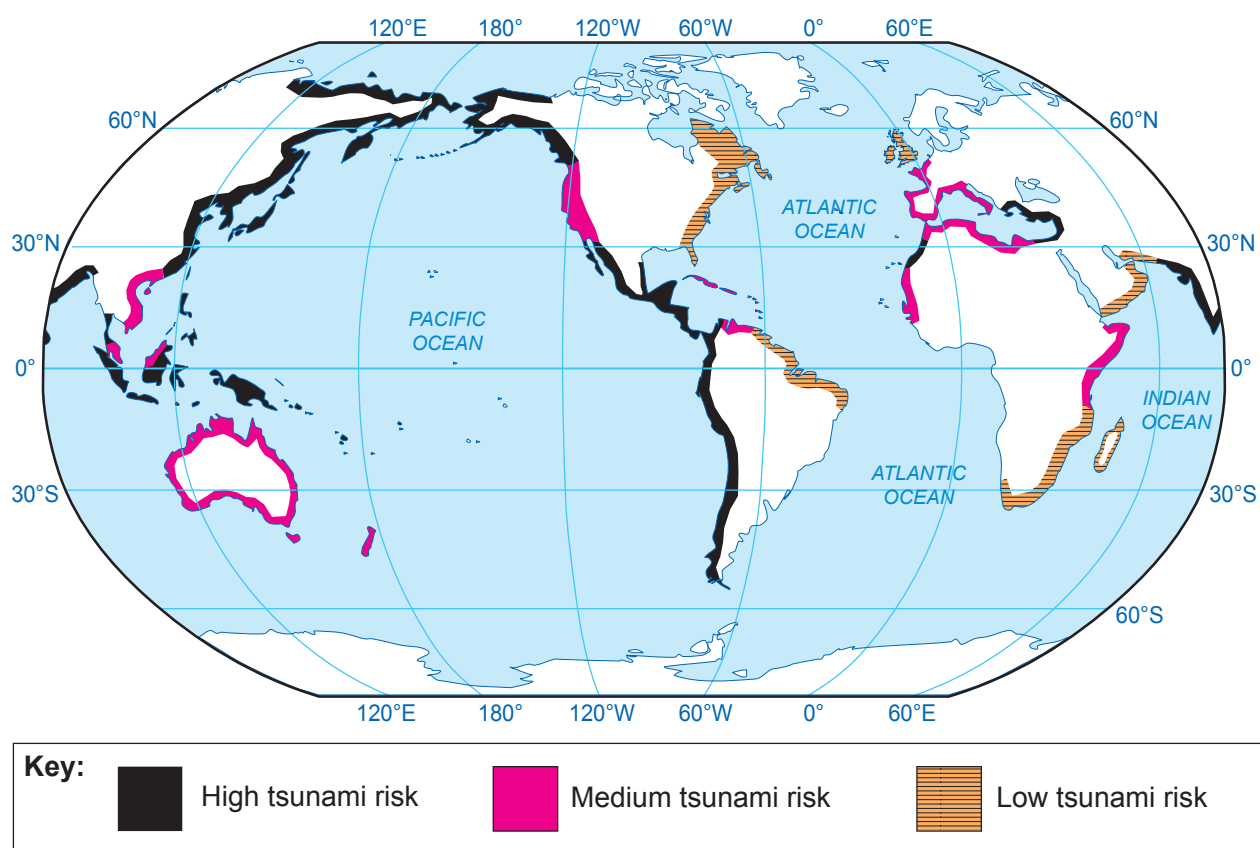 120°E 180° 120°W 60°W 0° 60°E
60°N 60°N
ATLANTIC
OCEAN
30°N 30°N
PACIFIC
OCEAN
0° 0°
INDIAN
OCEAN
ATLANTIC
OCEAN
30°S 30°S
60°S
120°E 180° 120°W 60°W 0° 60°E
Key:
High tsunami risk Medium tsunami risk Low tsunami risk